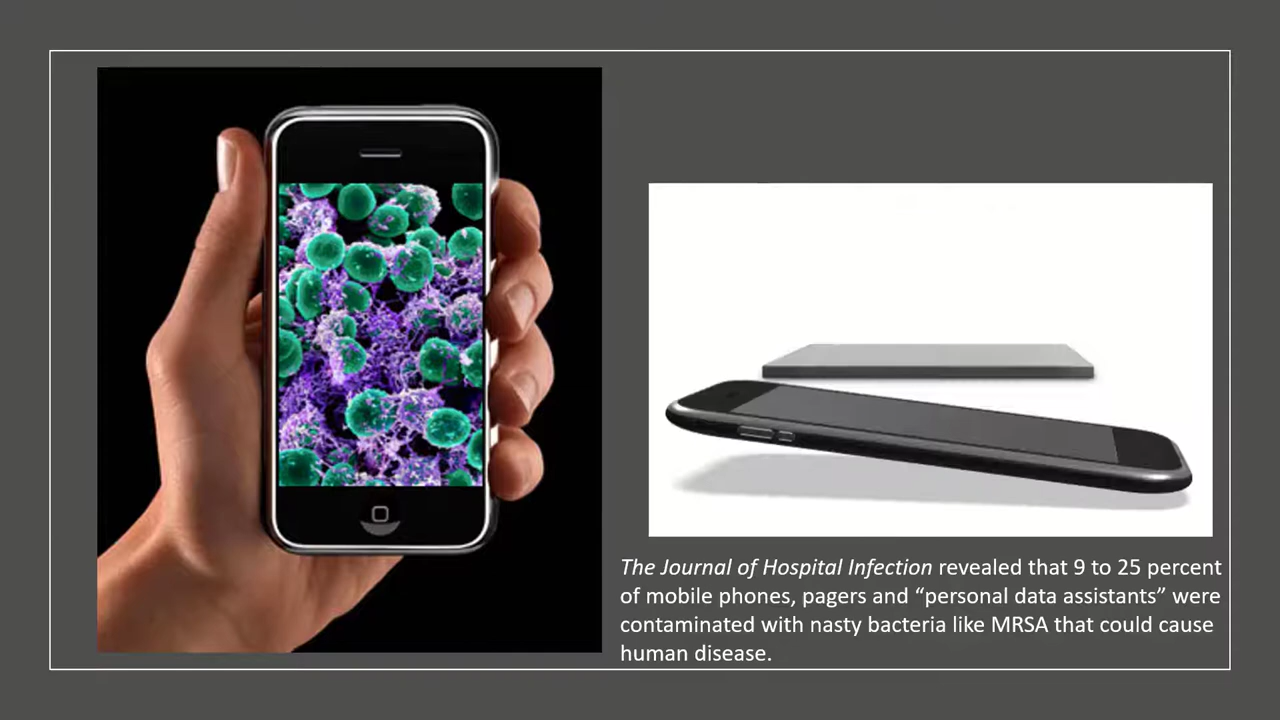 The Journal of Hospital Infection revealed that 9 to 25 percent
of mobile phones, pagers and “personal data assistants” were
contaminated with nasty bacteria like MRSA that could cause
human disease.